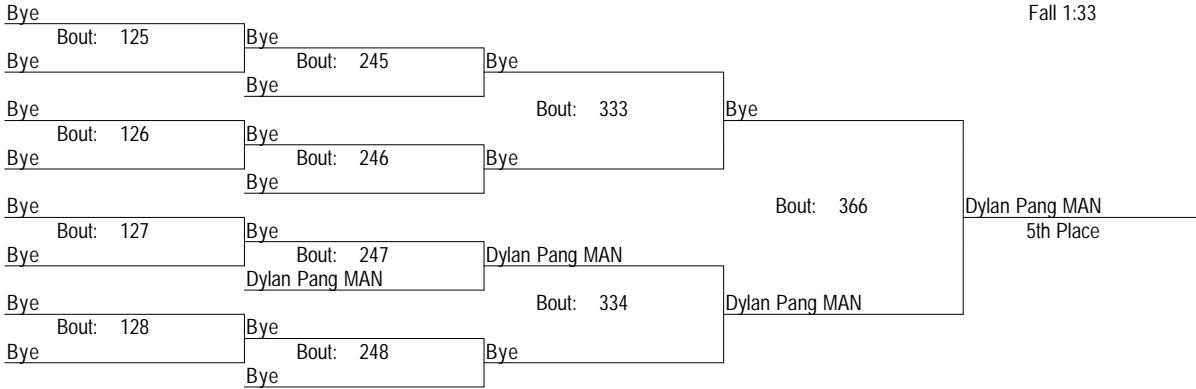 Bye
Fall 1:33
Bout: 125
Bye
Bye
Bout: 245
Bye
Bye
Bye
Bout: 333
Bye
Bout: 126
Bye
Bye
Bout: 246
Bye
Bye
Bye
Bout: 366
Dylan Pang MAN
Bout: 127
Bye
5th Place
Bye
Bout: 247
Dylan Pang MAN
Dylan Pang MAN
Bye
Bout: 334
Dylan Pang MAN
Bout: 128
Bye
Bye
Bout: 248
Bye
Bye